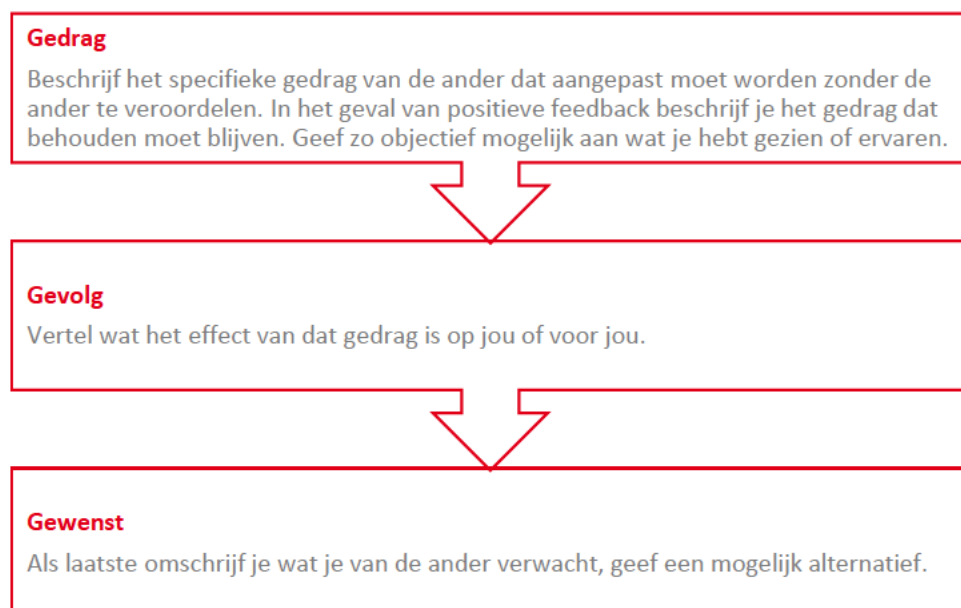 Gedrag
Beschrijf het specifieke gedrag van de ander dat aangepast moet worden zonder de
ander te veroordelen. In het geval van positieve feedback beschrijf je het gedrag dat
behouden moet blijven. Geef zo objectief mogelijk aan wat je hebt gezien of ervaren.
Gevolg
Vertel wat het effect van dat gedrag is op jou of voor jou.
Gewenst
Als laatste omschrijf je wat je van de ander verwacht, geef een mogelijk alternatief.